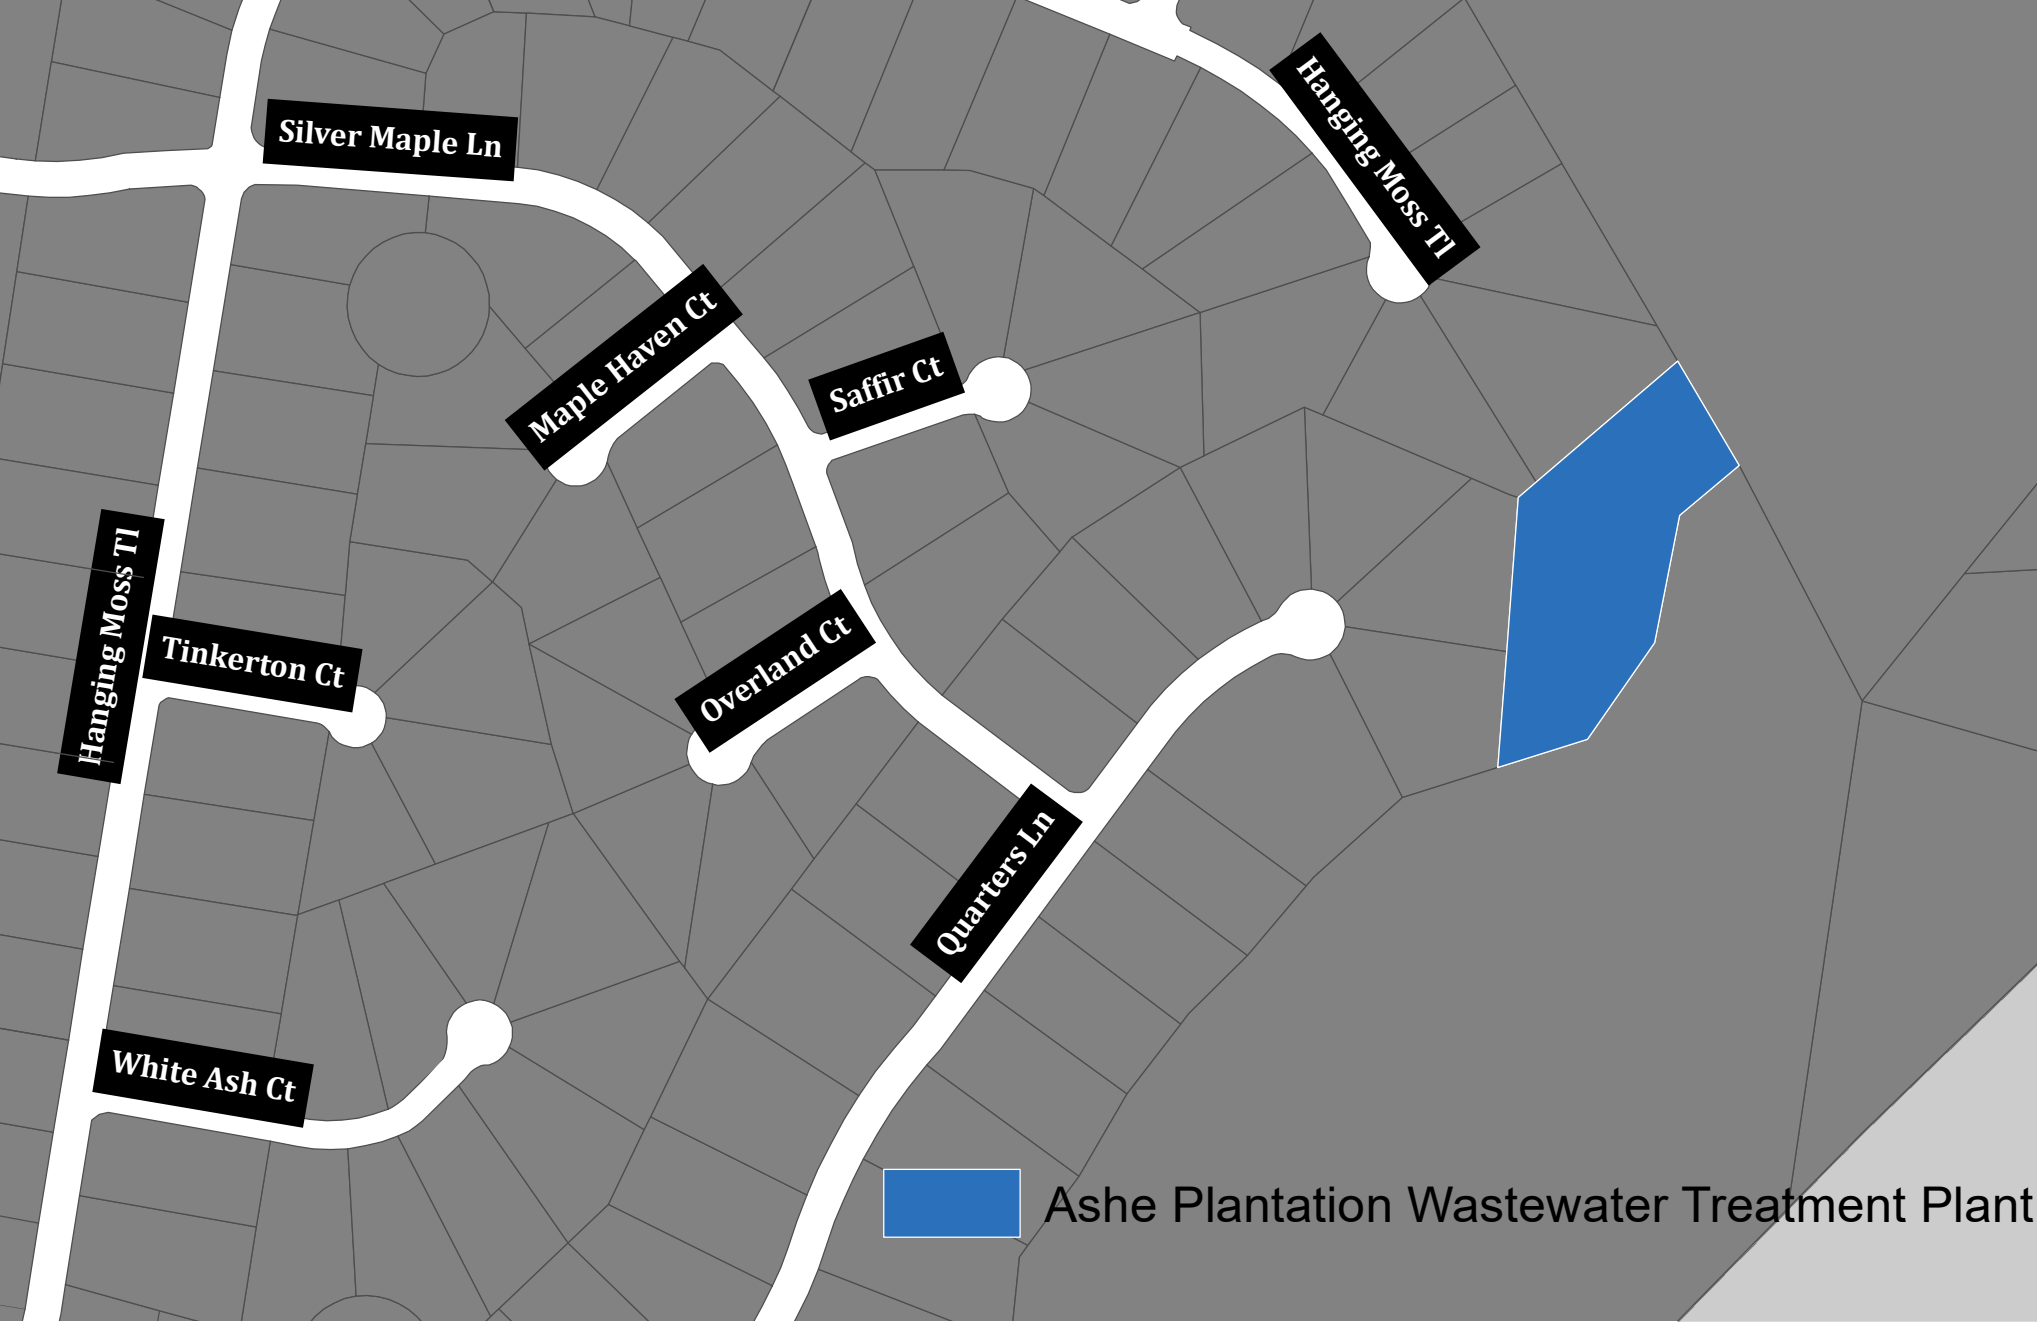 Hanging Moss Tl
Silver Maple Ln
Maple Haven Ct
Saffir Ct
Hanging Moss Tl
Tinkerton Ct
Overland Ct
Quarters Ln
White Ash Ct
Ashe Plantation Wastewater Treatment Plant